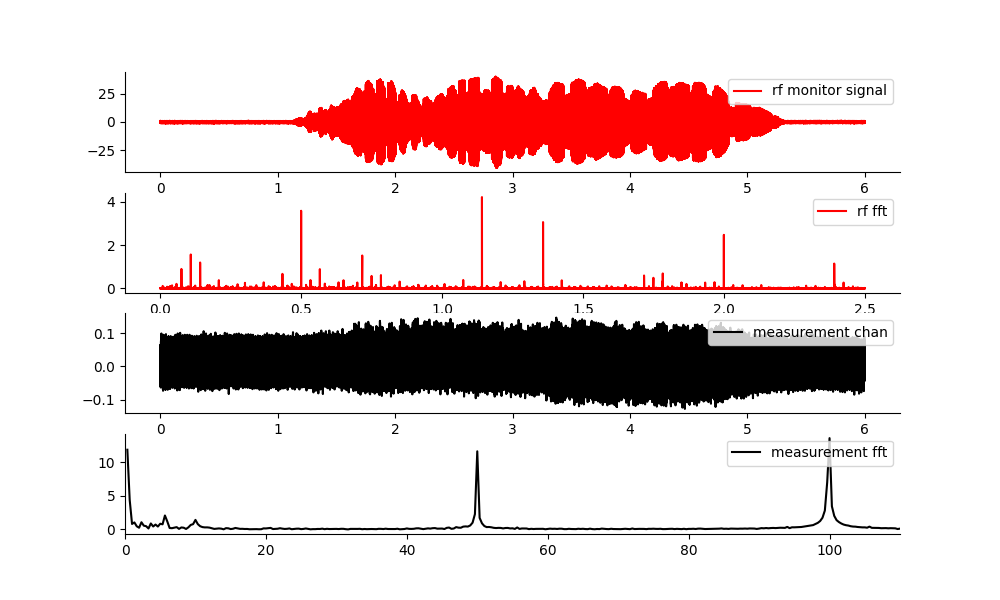 25
0
−25
rf monitor signal
0 1 2 3 4 5 6
4
2
0
rf fft
0.0 0.5 1.0 1.5 2.0 2.5
0.1
0.0
−0.1
measurement chan
0 1 2 3 4 5 6
10
5
0
measurement fft
0 20 40 60 80 100